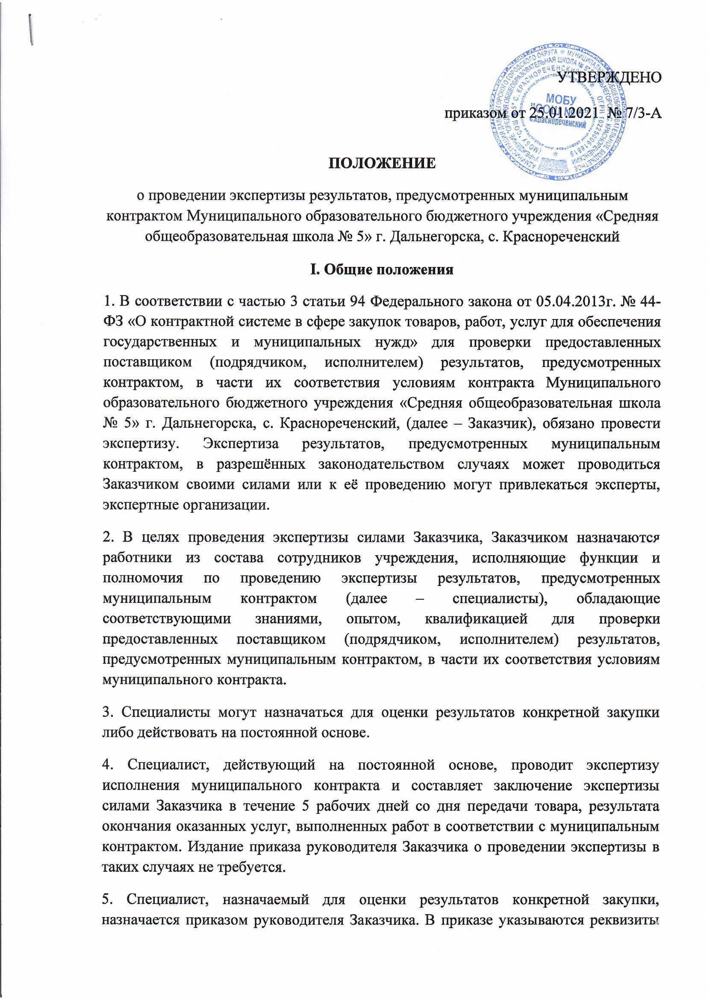 УТВЕРЖДЕНО
приказом от 25.01.2021 № 7/3-А
МОБУ
"СОШ № 5"
с.Краснореченский
ПОЛОЖЕНИЕ
о проведении экспертизы результатов, предусмотренных муниципальным
контрактом Муниципального образовательного бюджетного учреждения «Средняя
общеобразовательная школа № 5» г. Дальнегорска, с. Краснореченский
I. Общие положения
1. В соответствии с частью 3 статьи 94 Федерального закона от 05.04.2013г. № 44-
ФЗ «О контрактной системе в сфере закупок товаров, работ, услуг для обеспечения
государственных и муниципальных нужд» для проверки предоставленных
поставщиком (подрядчиком, исполнителем) результатов, предусмотренных
контрактом, в части их соответствия условиям контракта Муниципального
образовательного бюджетного учреждения «Средняя общеобразовательная школа
№ 5» г. Дальнегорска, с. Краснореченский, (далее – Заказчик), обязано провести
экспертизу. Экспертиза результатов, предусмотренных муниципальным
контрактом, в разрешённых законодательством случаях может проводиться
Заказчиком своими силами или к её проведению могут привлекаться эксперты,
экспертные организации.
2. В целях проведения экспертизы силами Заказчика, Заказчиком назначаются
работники из состава сотрудников учреждения, исполняющие функции и
полномочия по проведению экспертизы результатов, предусмотренных
муниципальным контрактом (далее – специалисты), обладающие
соответствующими знаниями, опытом, квалификацией для проверки
предоставленных поставщиком (подрядчиком, исполнителем) результатов,
предусмотренных муниципальным контрактом, в части их соответствия условиям
муниципального контракта.
3. Специалисты могут назначаться для оценки результатов конкретной закупки
либо действовать на постоянной основе.
4. Специалист, действующий на постоянной основе, проводит экспертизу
исполнения муниципального контракта и составляет заключение экспертизы
силами Заказчика в течение 5 рабочих дней со дня передачи товара, результата
окончания оказанных услуг, выполненных работ в соответствии с муниципальным
контрактом. Издание приказа руководителя Заказчика о проведении экспертизы в
таких случаях не требуется.
5. Специалист, назначаемый для оценки результатов конкретной закупки,
назначается приказом руководителя Заказчика. В приказе указываются реквизиты